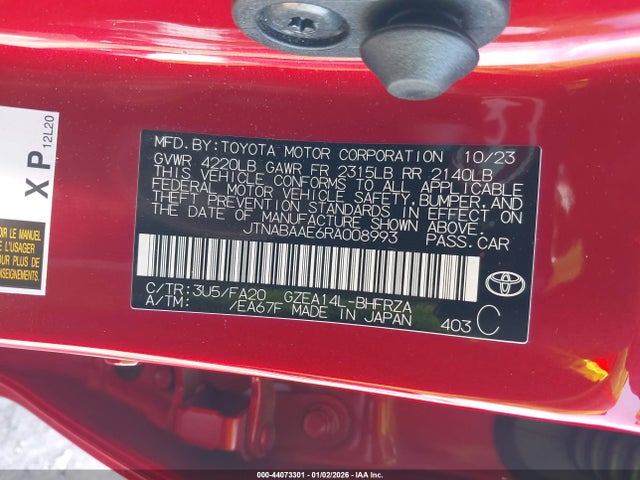 MFD.BY:TOYOTA MOTOR CORPORATION 10/23
GVWR 4220LB GAWR FR 2315LB RR 2140LB
THIS VEHICLE CONFORMS TO ALL APPLICABLE
FEDERAL MOTOR VEHICLE SAFETY,BUMPER,AND
THEFT PREVENTION STANDARDS IN EFFECT ON
THE DATE OF MANUFACTURE SHOWN ABOVE.
JTNABAAE6RA008993 PASS.CAR
C/TR:3U5/FA20 GZEA14L-BHFRZA
A/TM: /EA67F MADE IN JAPAN 403 C
TOYOTA
XP
12L20
DU
L'USAGER
000-44073301 - 01/02/2026 - IAA Inc.